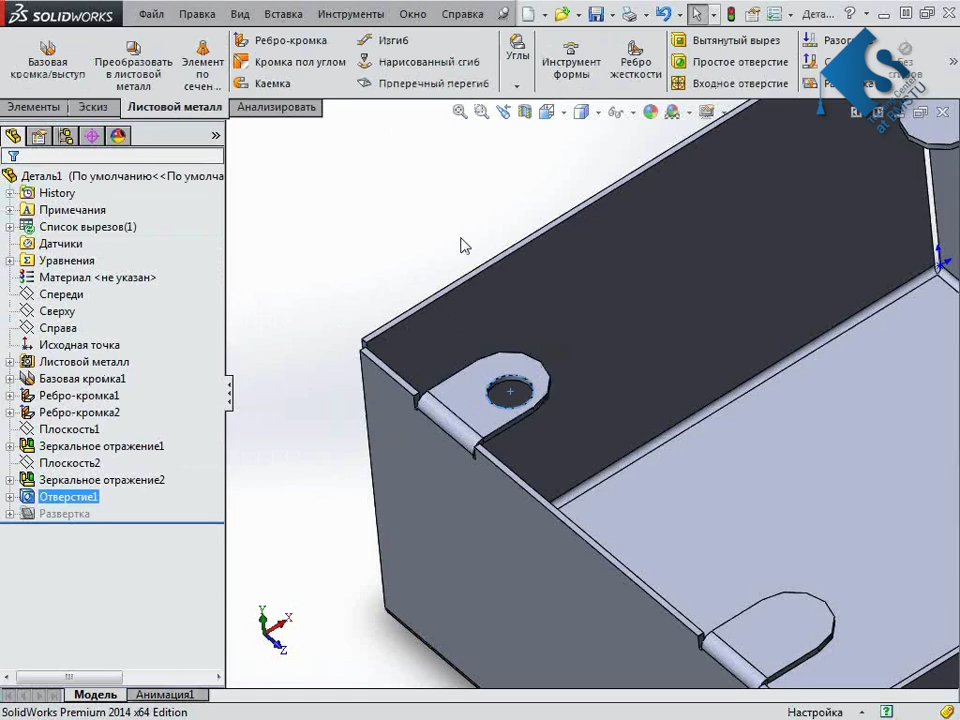 SOLIDWORKS Файл Правка Вид Вставка Инструменты Окно Справка Дета... ?
Базовая кромка/выступ
Преобразовать в листовой металл
Элемент по сечен...
Ребро-кромка
Кромка под углом
Каемка
Изгиб
Нарисованный сгиб
Поперечный перегиб
Углы
Инструмент формы
Ребро жесткости
Вытянутый вырез
Простое отверстие
Входное отверстие
Элементы Эскиз Листовой металл Анализировать
Деталь1 (По умолчанию<<По умолча
History
Примечания
Список вырезов(1)
Датчики
Уравнения
Материал <не указан>
Спереди
Сверху
Справа
Исходная точка
Листовой металл
Базовая кромка1
Ребро-кромка1
Ребро-кромка2
Плоскость1
Зеркальное отражение1
Плоскость2
Зеркальное отражение2
Отверстие1
Развертка
Y
X
Z
Модель Анимация1
SolidWorks Premium 2014 x64 Edition Настройка